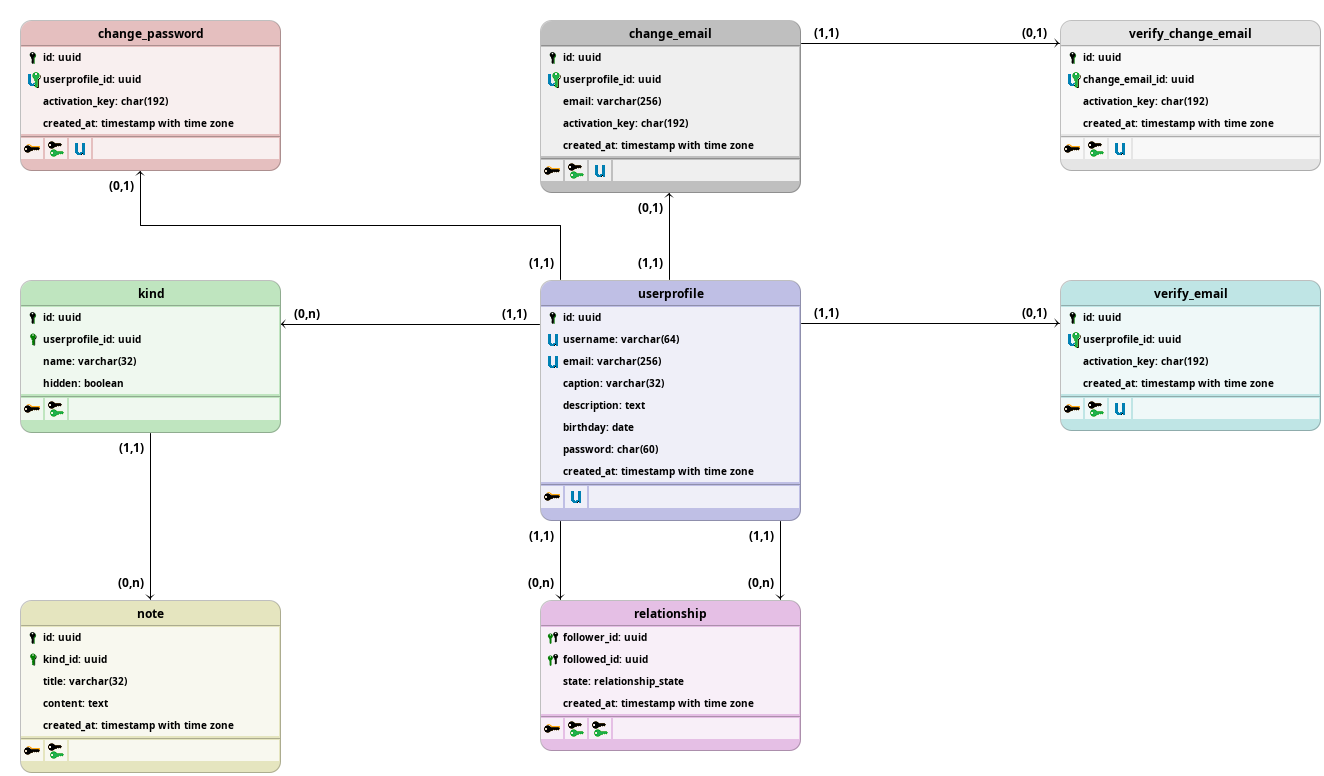 change_password
id: uuid
userprofile_id: uuid
activation_key: char(192)
created_at: timestamp with time zone
(0,1)
change_email
id: uuid
userprofile_id: uuid
email: varchar(256)
activation_key: char(192)
created_at: timestamp with time zone
(1,1)
(0,1)
verify_change_email
id: uuid
change_email_id: uuid
activation_key: char(192)
created_at: timestamp with time zone
(0,1)
(1,1)
(1,1)
kind
id: uuid
userprofile_id: uuid
name: varchar(32)
hidden: boolean
(0,n)
(1,1)
userprofile
id: uuid
username: varchar(64)
email: varchar(256)
caption: varchar(32)
description: text
birthday: date
password: char(60)
created_at: timestamp with time zone
(1,1)
(0,1)
verify_email
id: uuid
userprofile_id: uuid
activation_key: char(192)
created_at: timestamp with time zone
(1,1)
(0,n)
(1,1)
(1,1)
(0,n)
(0,n)
note
id: uuid
kind_id: uuid
title: varchar(32)
content: text
created_at: timestamp with time zone
relationship
follower_id: uuid
followed_id: uuid
state: relationship_state
created_at: timestamp with time zone